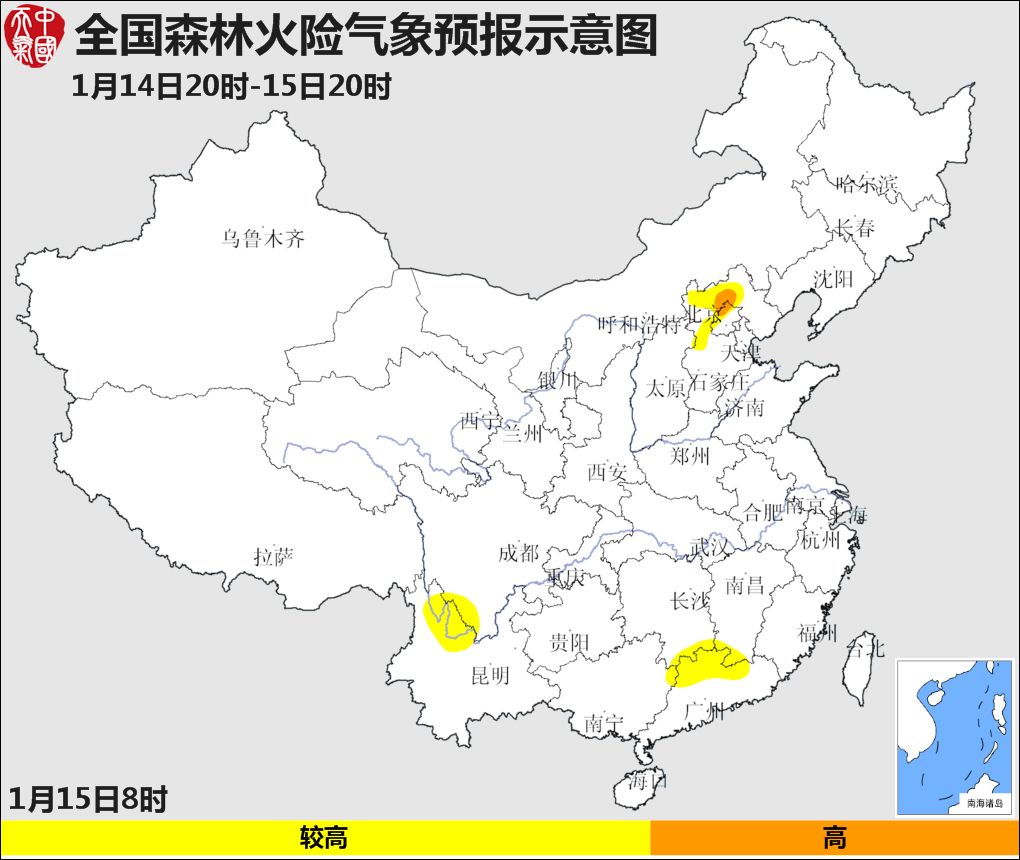 中國
天氣
全国森林火险气象预报示意图
1月14日20时-15日20时
哈尔滨
长春
乌鲁木齐
沈阳
北京
呼和浩特
天津
银川
太原
石家庄
济南
西宁
兰州
郑州
西安
合肥
南京
上海
杭州
武汉
成都
拉萨
重庆
南昌
长沙
福州
台北
贵阳
昆明
广州
南宁
海口
南海诸岛
1月15日8时
较高
高